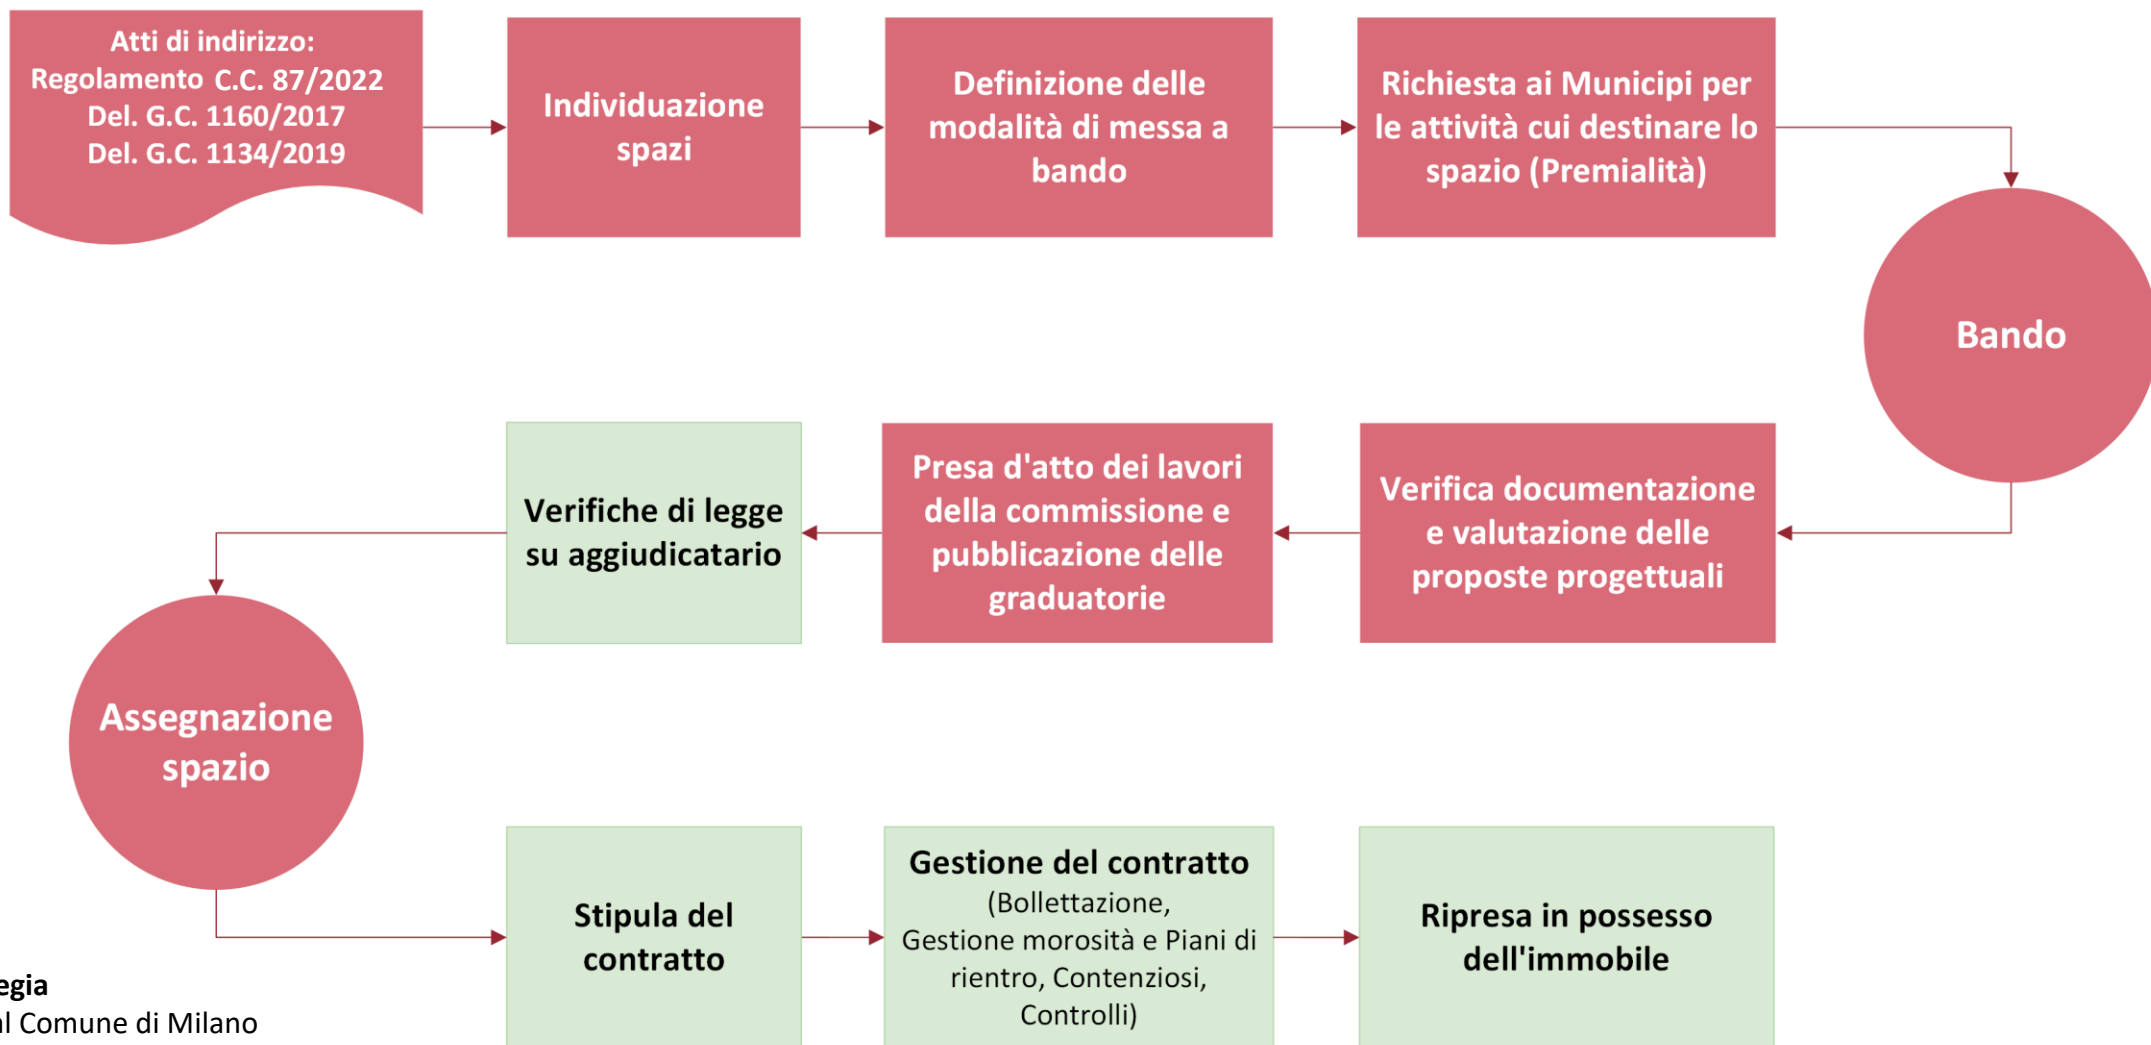 Atti di indirizzo:
Regolamento C.C. 87/2022
Del. G.C. 1160/2017
Del. G.C. 1134/2019
Individuazione
spazi
Definizione delle
modalità di messa a
bando
Richiesta ai Municipi per
le attività cui destinare lo
spazio (Premialità)
Bando
Verifica documentazione
e valutazione delle
proposte progettuali
Presa d'atto dei lavori
della commissione e
pubblicazione delle
graduatorie
Verifiche di legge
su aggiudicatario
Assegnazione
spazio
Stipula del
contratto
Gestione del contratto
(Bollettazione,
Gestione morosità e Piani di
rientro, Contenziosi,
Controlli)
Ripresa in possesso
dell'immobile
egia
al Comune di Milano